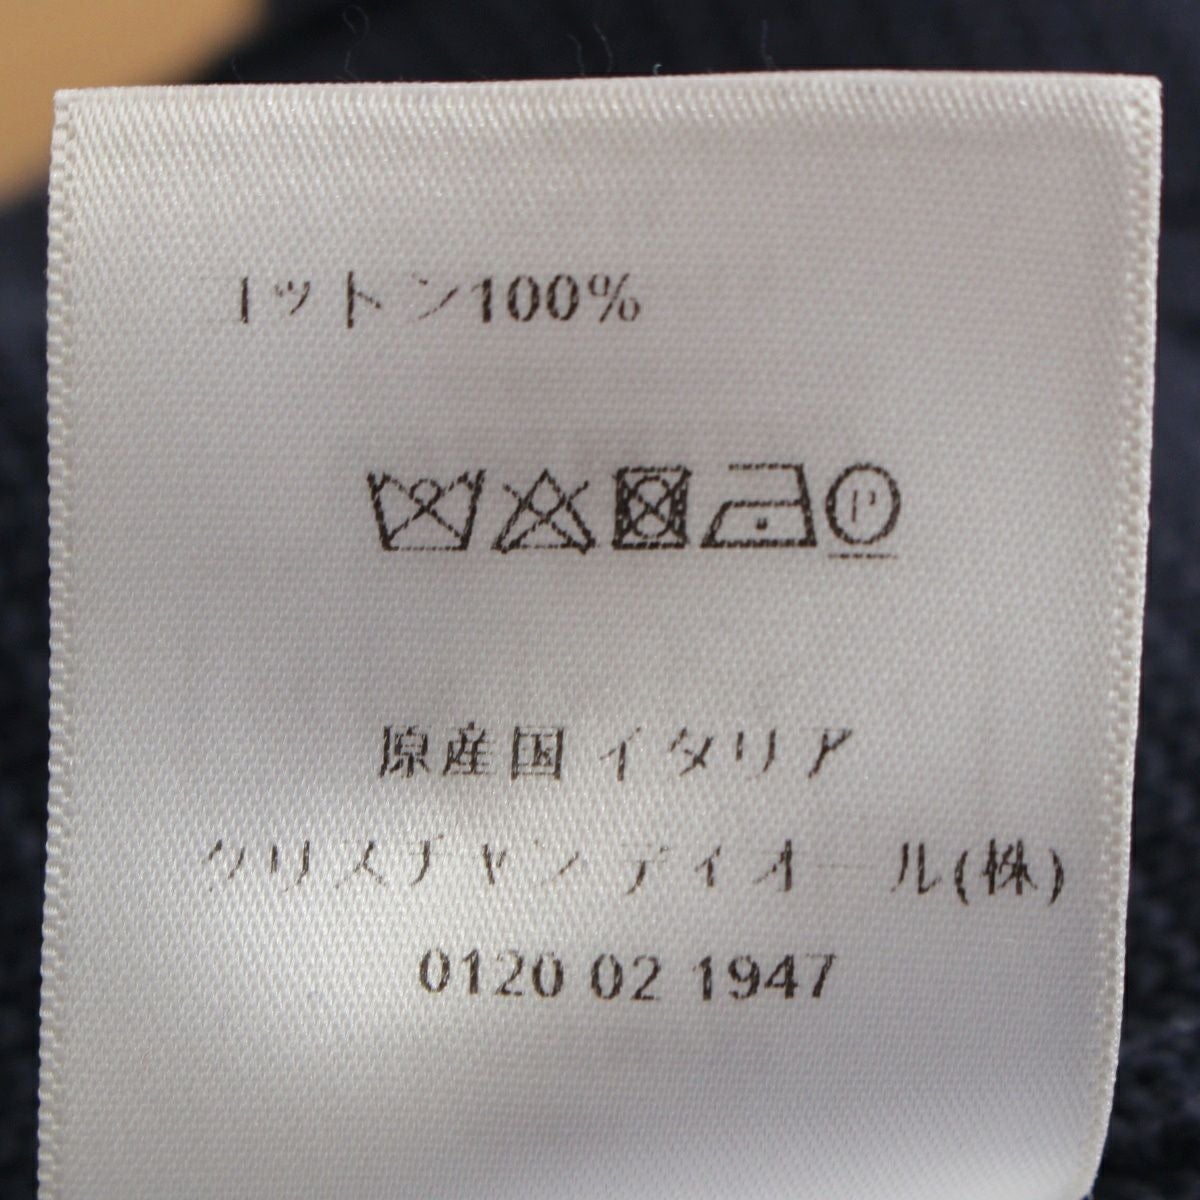 コットン100%
P
原産国 イタリア
クリスチャン ディオール(株)
0120 02 1947